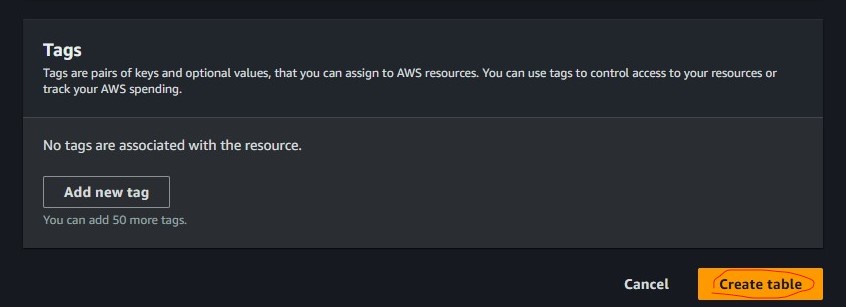 Tags
Tags are pairs of keys and optional values, that you can assign to AWS resources. You can use tags to control access to your resources or
track your AWS spending.
No tags are associated with the resource.
Add new tag
You can add 50 more tags.
Cancel
Create table